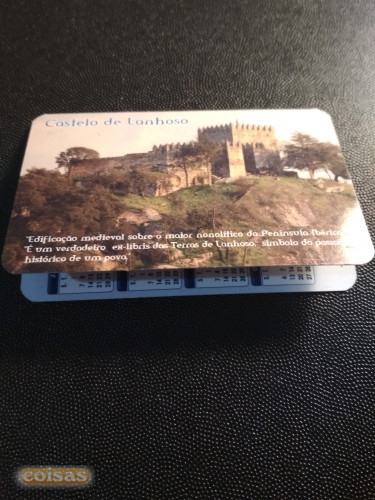 Castelo de Lanhoso
"Edificação medieval sobre o maior monolítico da Península Ibérica
"É um verdadeiro ex-libris das Terras de Lanhoso," símbolo do passado
histórico de um povo."
coisas